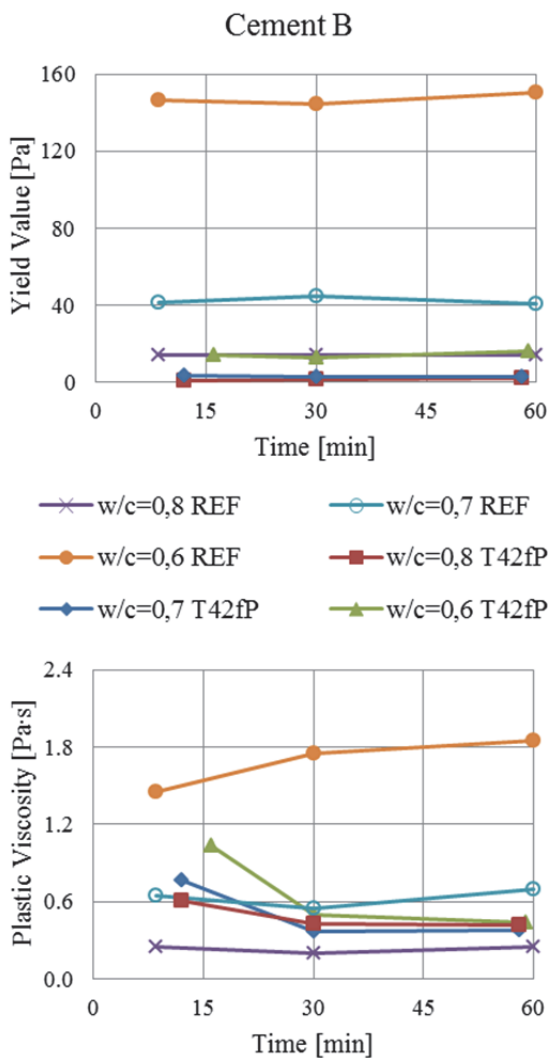 Cement B
160
120
80
40
0
Yield Value [Pa]
0 15 30 45 60
Time [min]
w/c=0,8 REF w/c=0,7 REF
w/c=0,6 REF w/c=0,8 T42fP
w/c=0,7 T42fP w/c=0,6 T42fP
2.4
1.8
1.2
0.6
0.0
Plastic Viscosity [Pa·s]
0 15 30 45 60
Time [min]